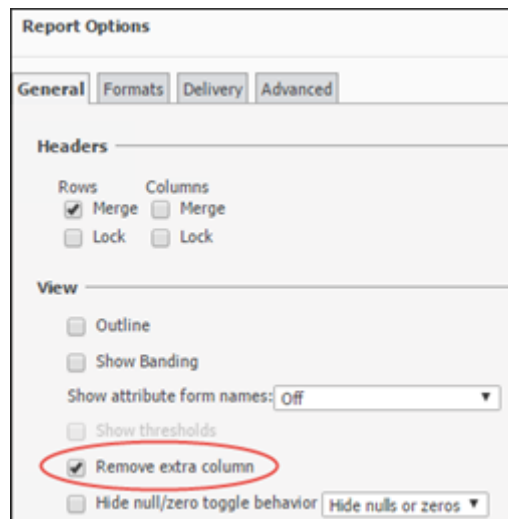 Report Options
General Formats Delivery Advanced
Headers
Rows Columns
Merge Merge
Lock Lock
View
Outline
Show Banding
Show attribute form names: Off
Show thresholds
Remove extra column
Hide null/zero toggle behavior Hide nulls or zeros